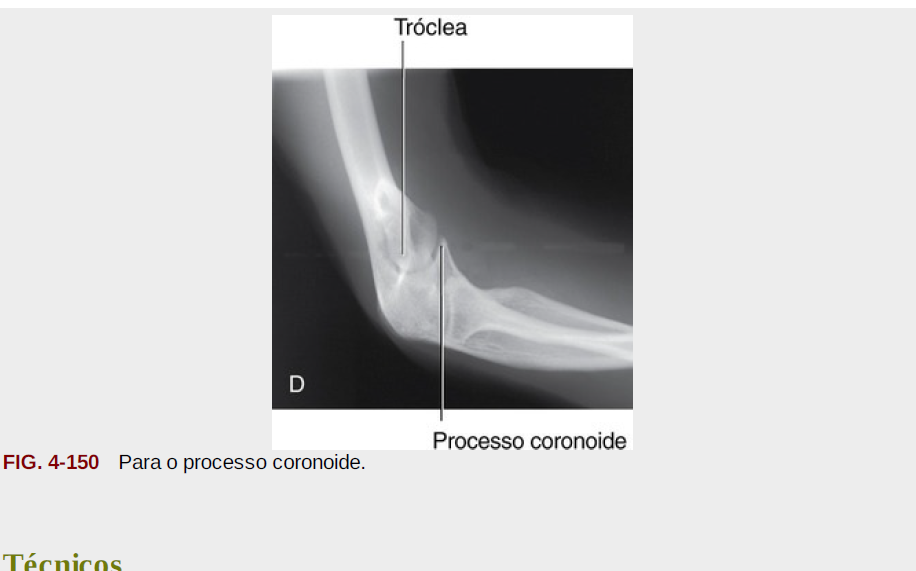 Tróclea
D
Processo coronoide
FIG. 4-150 Para o processo coronoide.
Técnicos